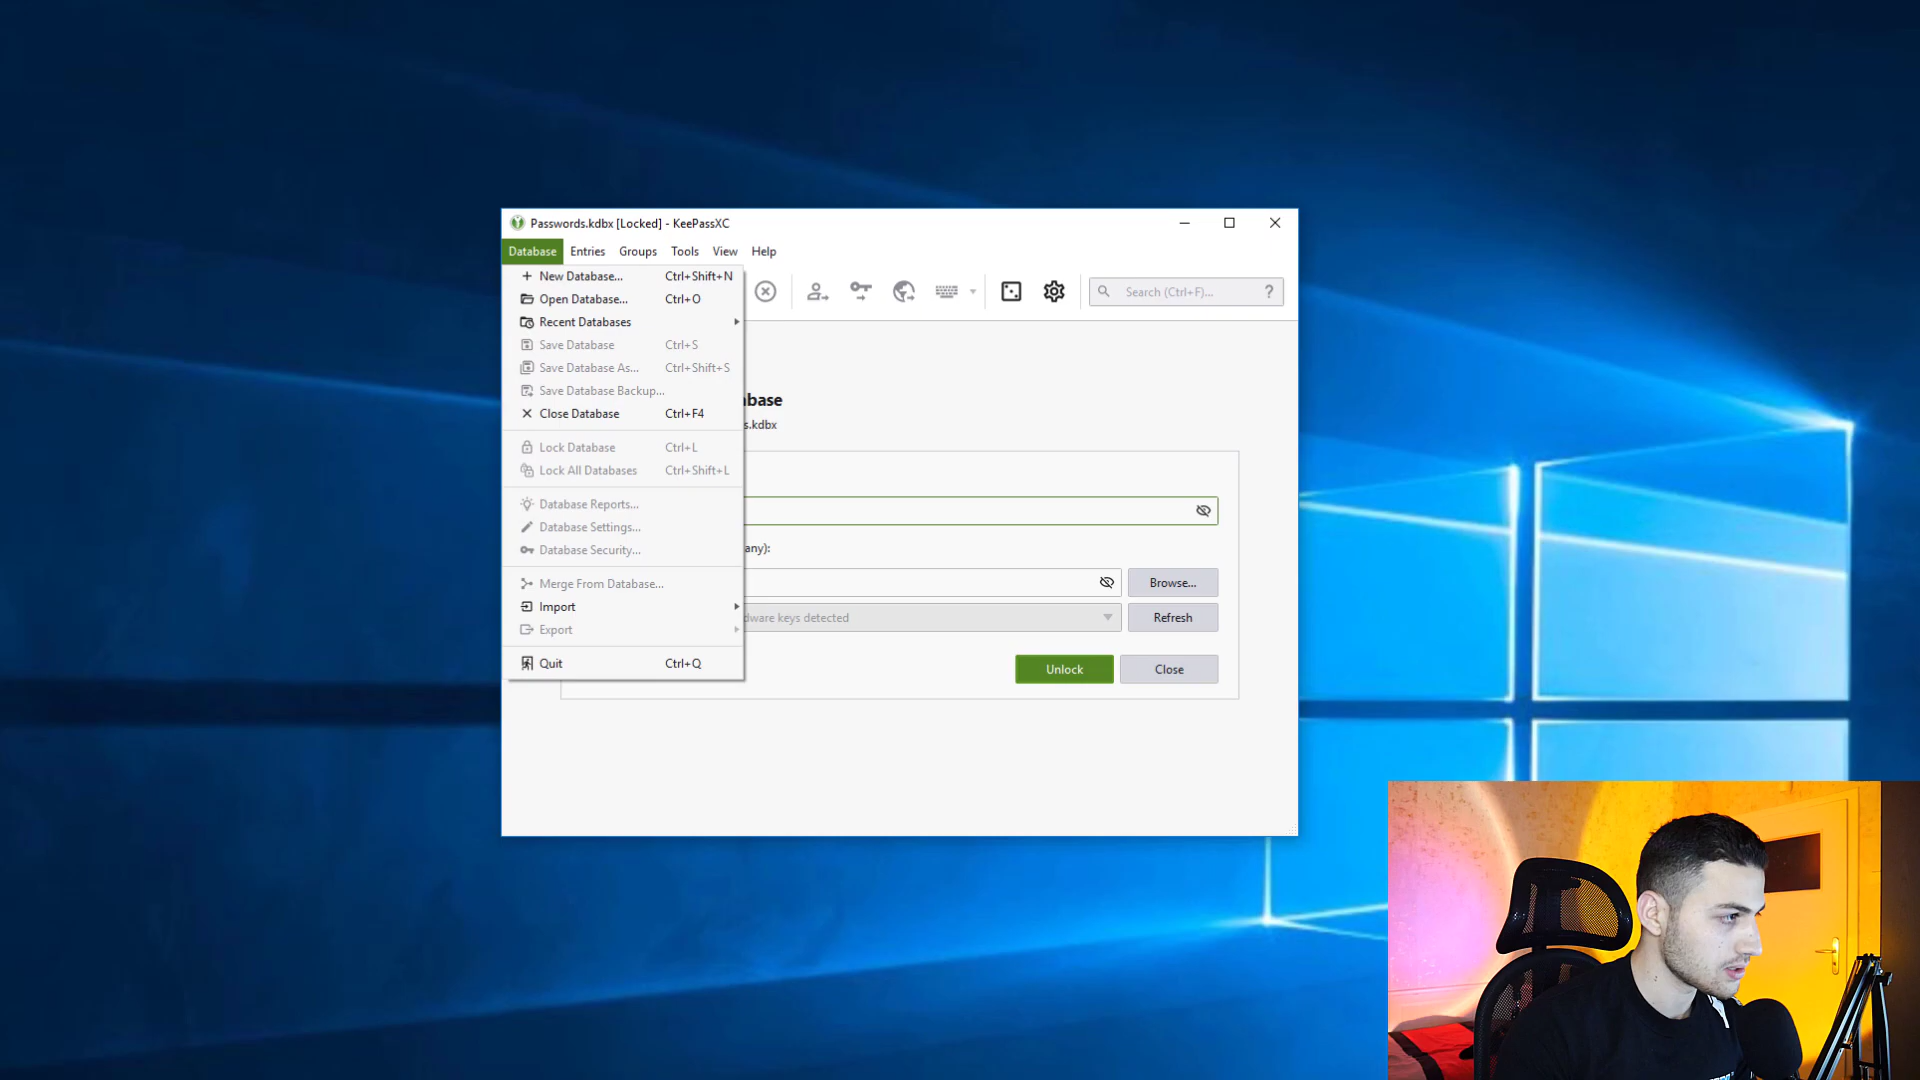 Passwords.kdbx [Locked] - KeePassXC
Database Entries Groups Tools View Help
Search (Ctrl+F)... ?
New Database... Ctrl+Shift+N
Open Database... Ctrl+O
Recent Databases
Save Database Ctrl+S
Save Database As... Ctrl+Shift+S
Save Database Backup...
Close Database Ctrl+F4
Lock Database Ctrl+L
Lock All Databases Ctrl+Shift+L
Database Reports...
Database Settings...
Database Security...
Merge From Database...
Import
Export
Quit Ctrl+Q
abase
s.kdbx
any):
Browse...
dware keys detected
Refresh
Unlock Close